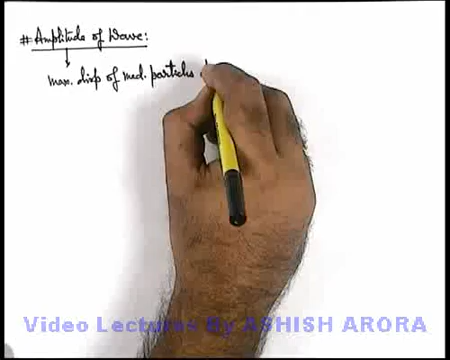 # Amplitude of Wave:
max. disp of med. particles
Video Lectures By ASHISH ARORA